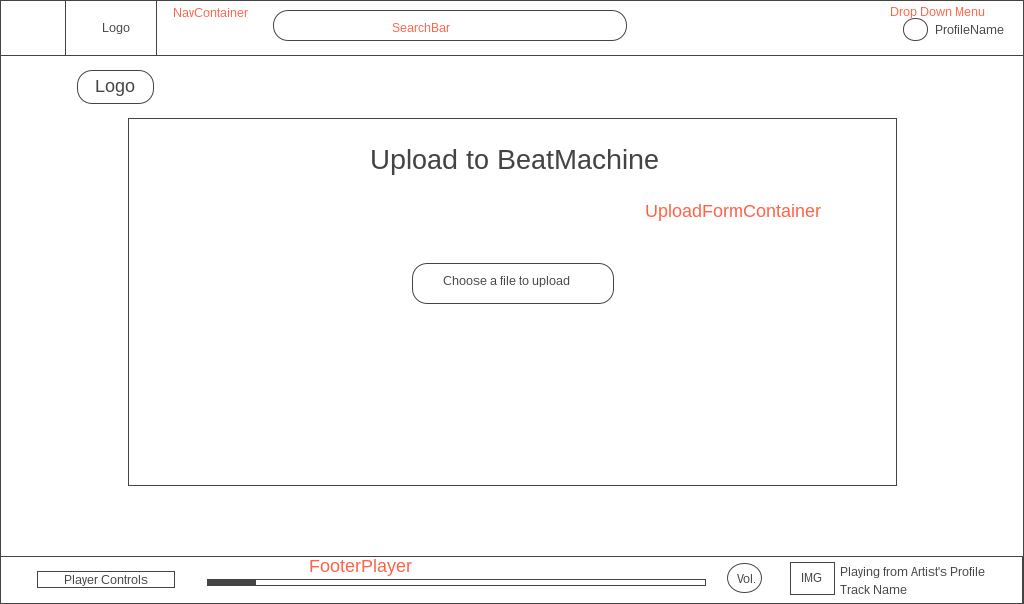 NavContainer
Drop Down Menu
Logo
SearchBar
ProfileName
Logo
Upload to BeatMachine
UploadFormContainer
Choose a file to upload
FooterPlayer
Player Controls
Vol.
IMG
Playing from Artist's Profile
Track Name